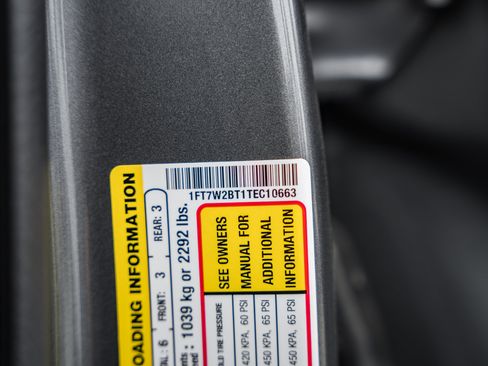 1FT7W2BT1TEC10663
OADING INFORMATION
: 6 FRONT: 3 REAR: 3
: 1039 kg or 2292 lbs.
SEE OWNERS
MANUAL FOR
ADDITIONAL
INFORMATION
TIRE PRESSURE
420 KPA, 60 PSI
450 KPA, 65 PSI
450 KPA, 65 PSI